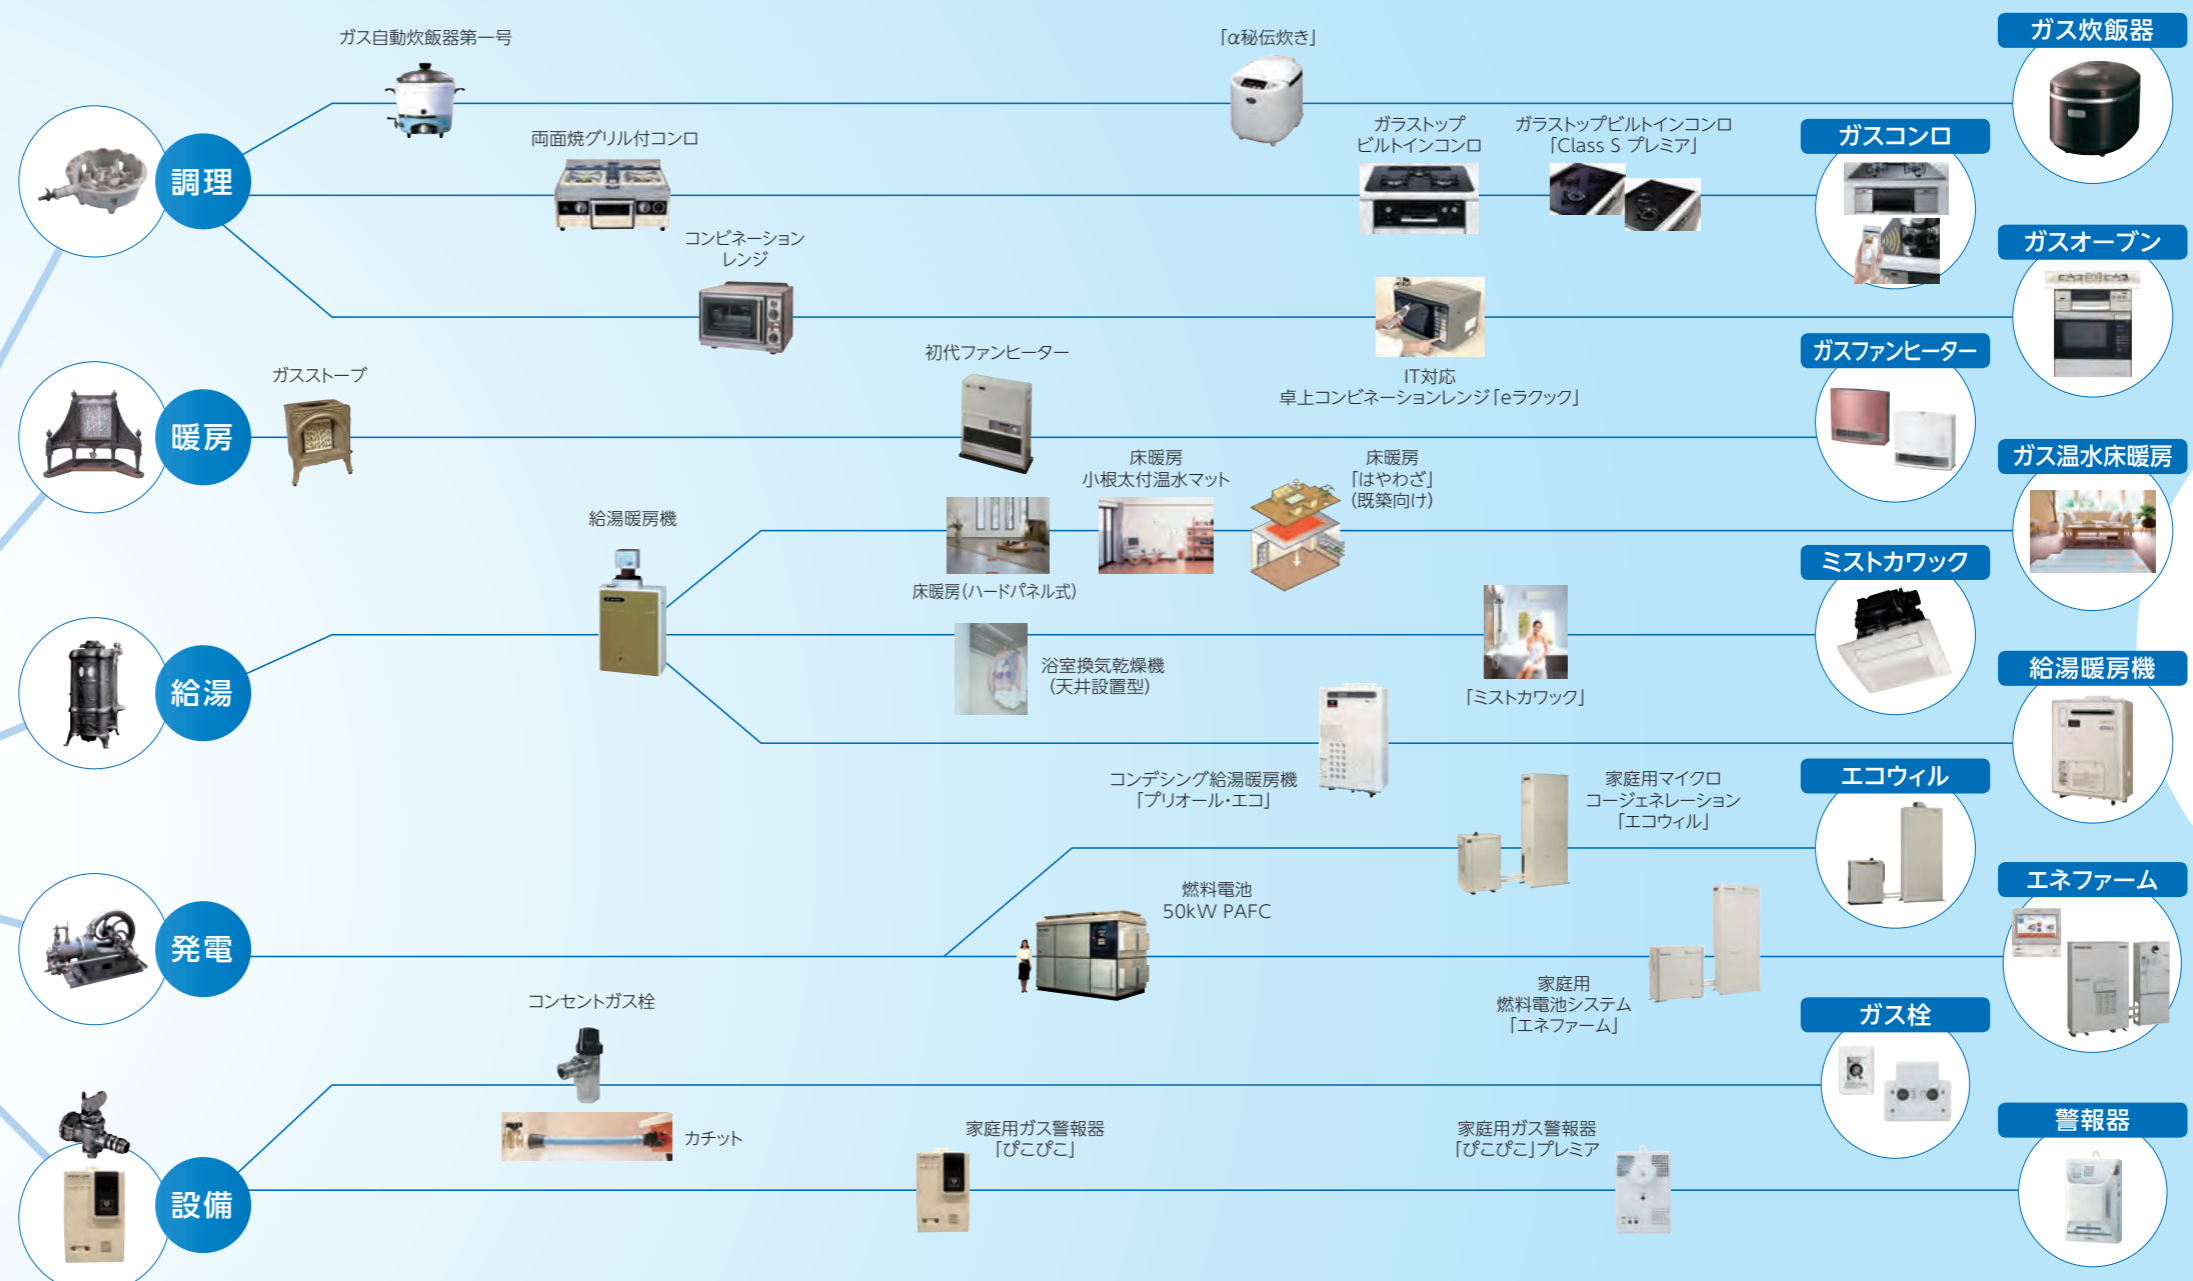 ガス自動炊飯器第一号
「α秘伝炊き」
ガス炊飯器
調理
両面焼グリル付コンロ
ガラストップ
ビルトインコンロ
ガラストップビルトインコンロ
「Class S プレミア」
ガスコンロ
コンビネーション
レンジ
IT対応
卓上コンビネーションレンジ「eラクック」
ガスオーブン
暖房
ガスストーブ
初代ファンヒーター
ガスファンヒーター
給湯
給湯暖房機
床暖房(ハードパネル式)
床暖房
小根太付温水マット
床暖房
「はやわざ」
(既築向け)
ガス温水床暖房
浴室換気乾燥機
(天井設置型)
「ミストカワック」
ミストカワック
コンデシング給湯暖房機
「プリオール・エコ」
給湯暖房機
発電
家庭用マイクロ
コージェネレーション
「エコウィル」
エコウィル
燃料電池
50kW PAFC
家庭用
燃料電池システム
「エネファーム」
エネファーム
設備
コンセントガス栓
カチット
ガス栓
家庭用ガス警報器
「ぴこぴこ」
家庭用ガス警報器
「ぴこぴこ」プレミア
警報器